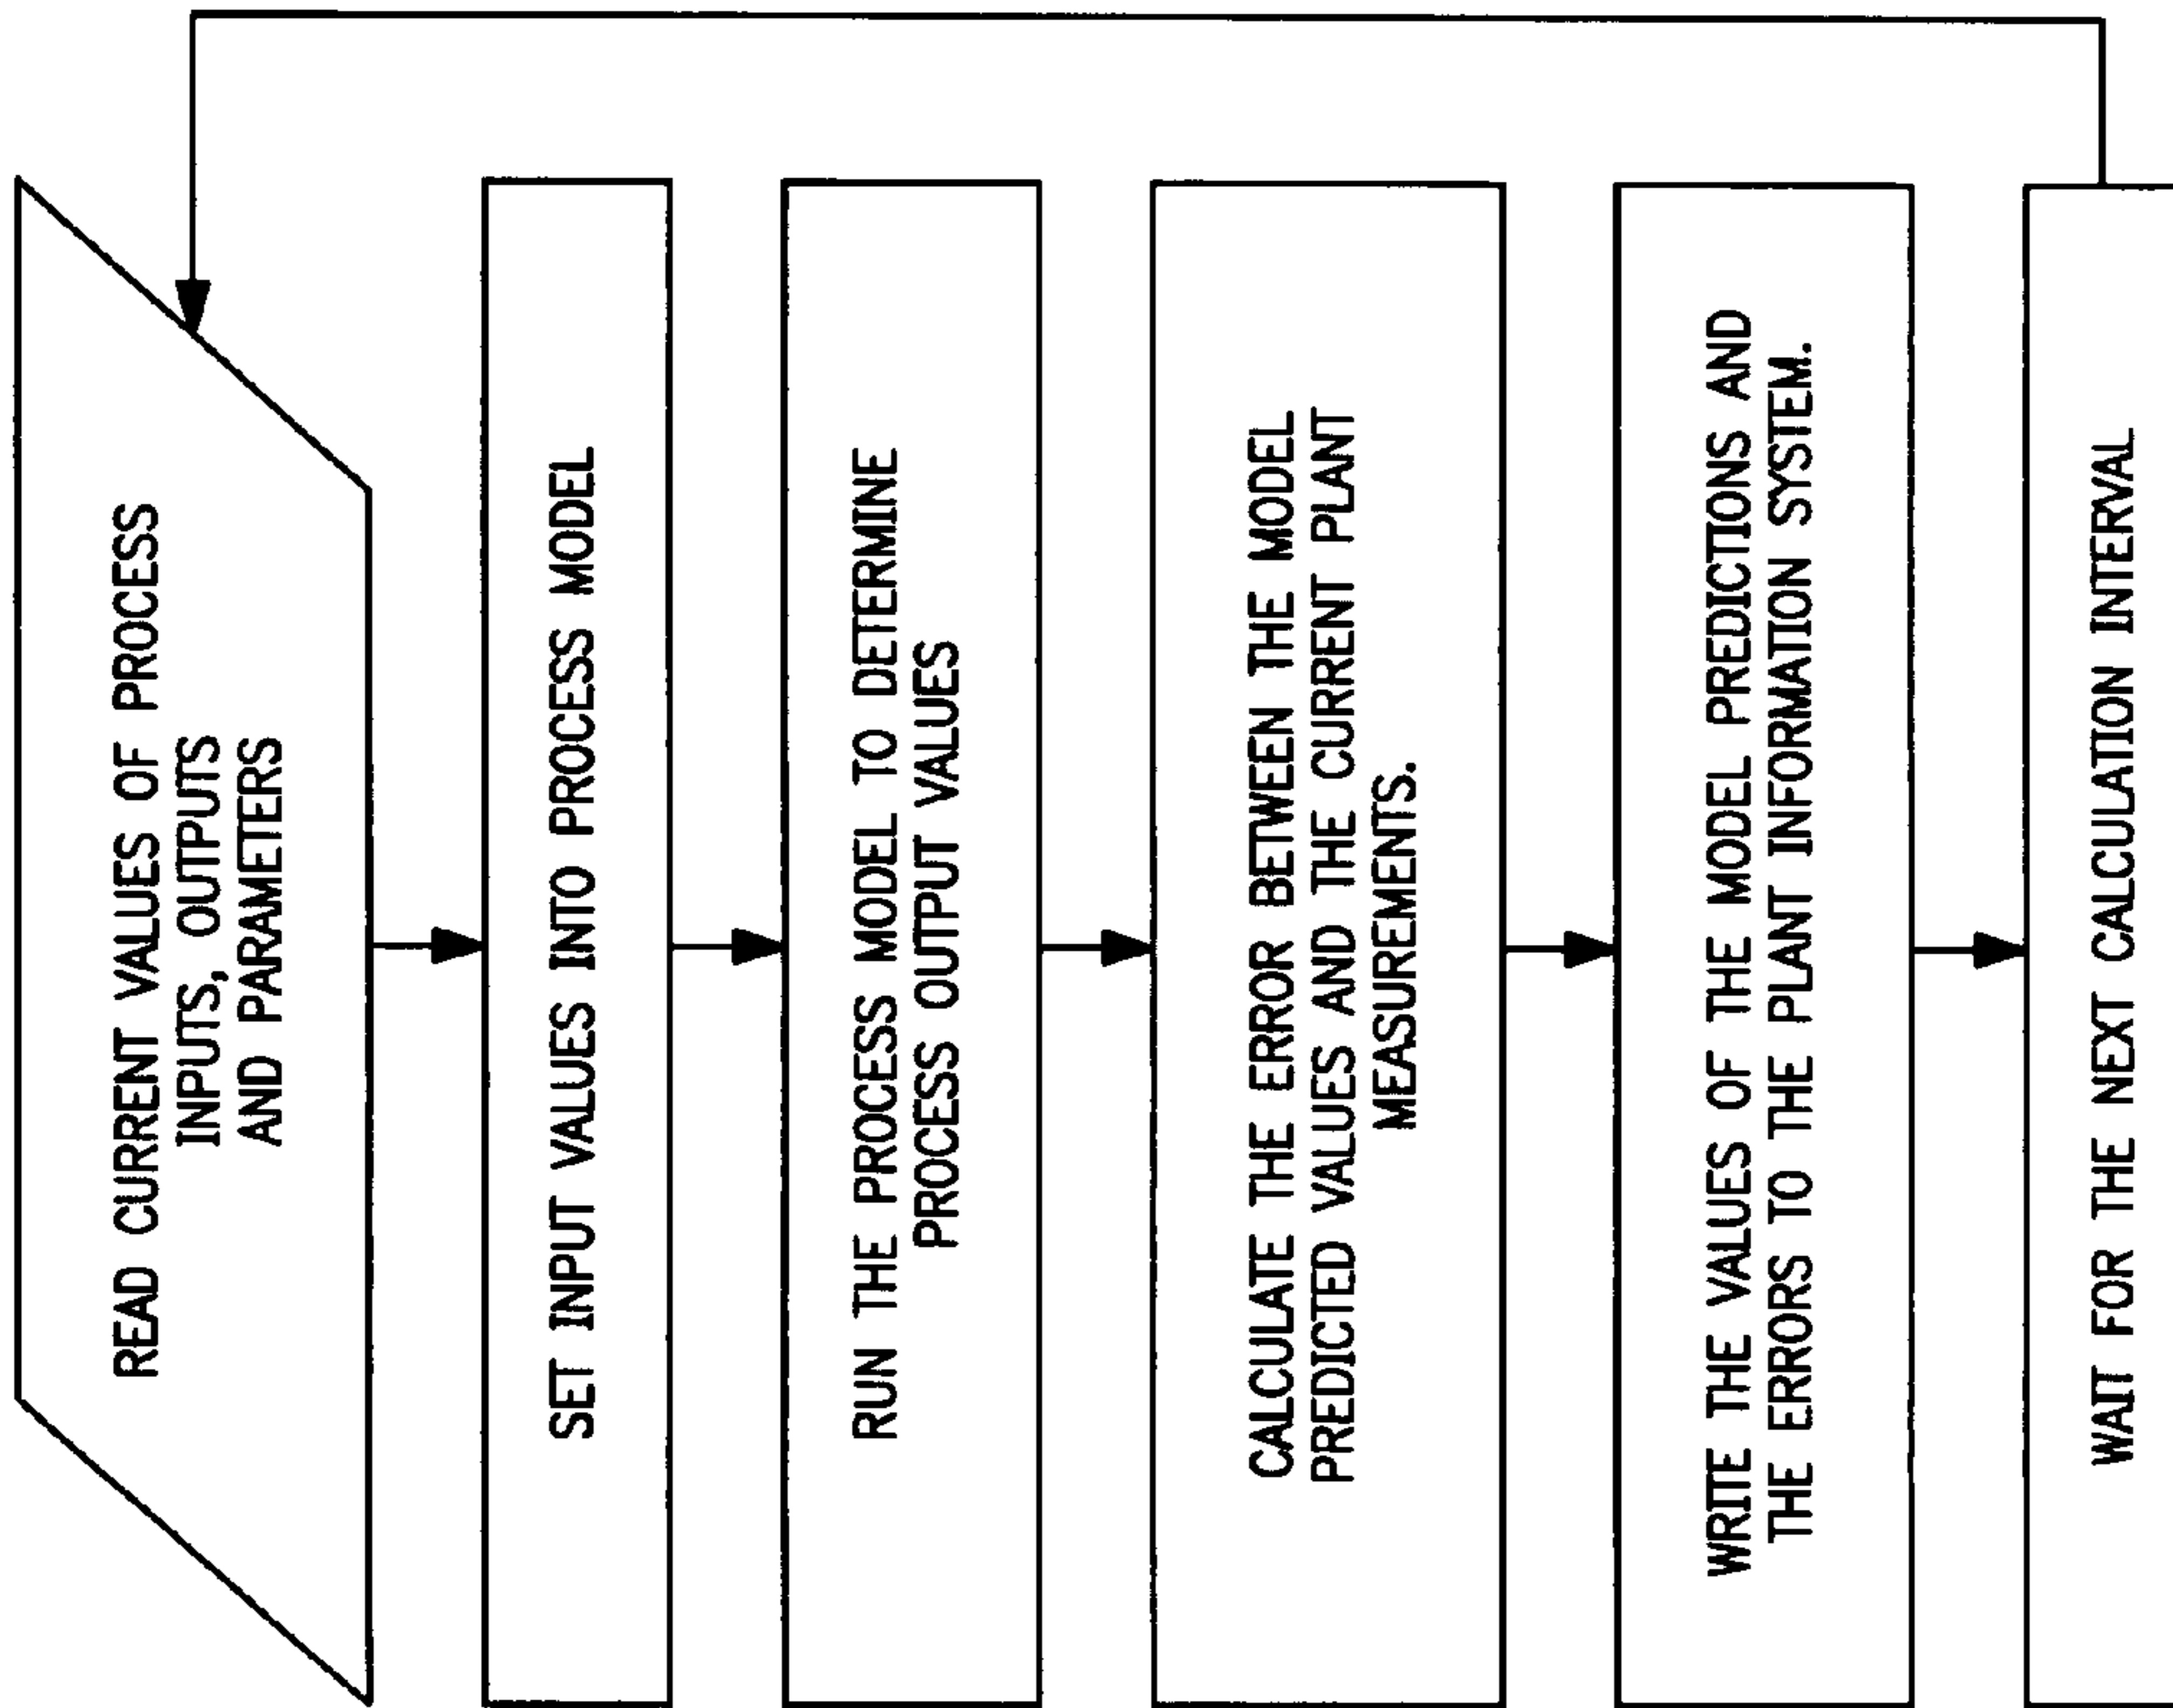 READ CURRENT VALUES OF PROCESS
INPUTS, OUTPUTS
AND PARAMETERS
SET INPUT VALUES INTO PROCESS MODEL
RUN THE PROCESS MODEL TO DETERMINE
PROCESS OUTPUT VALUES
CALCULATE THE ERROR BETWEEN THE MODEL
PREDICTED VALUES AND THE CURRENT PLANT
MEASUREMENTS.
WRITE THE VALUES OF THE MODEL PREDICTIONS AND
THE ERRORS TO THE PLANT INFORMATION SYSTEM.
WAIT FOR THE NEXT CALCULATION INTERVAL